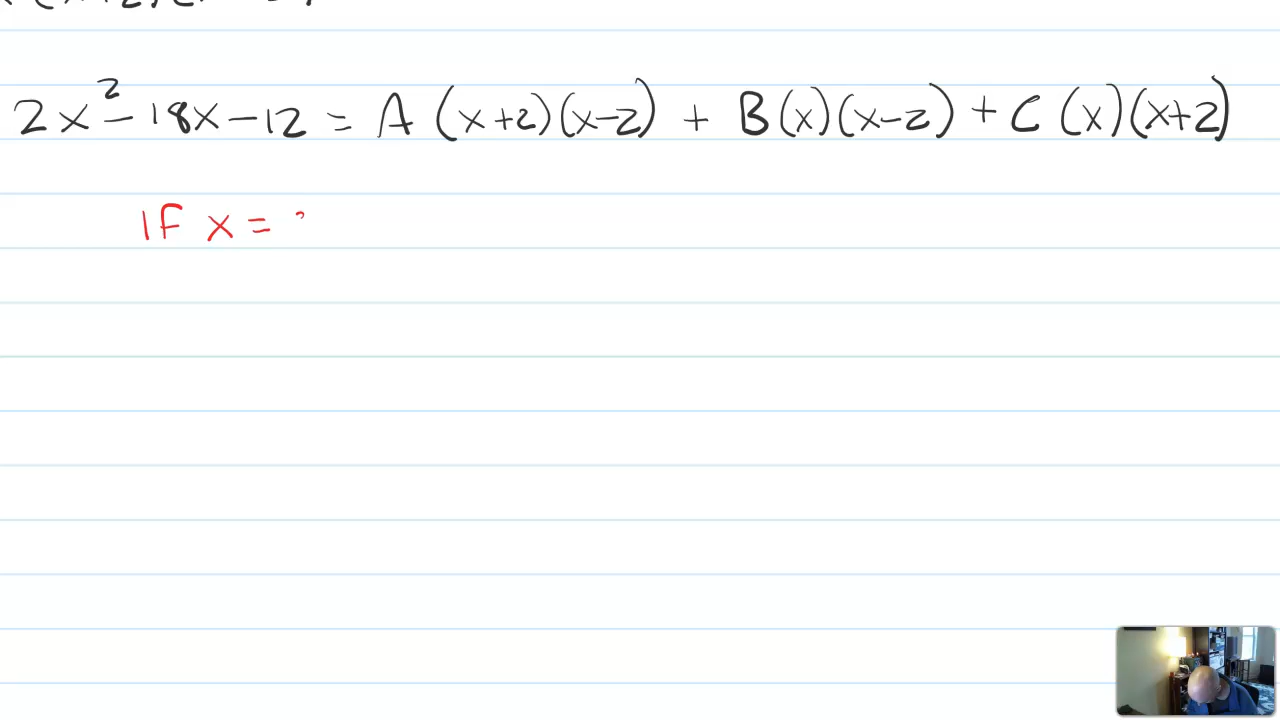 2x² - 18x - 12 = A (x+2)(x-2) + B(x)(x-2) + C (x)(x+2)
IF x =